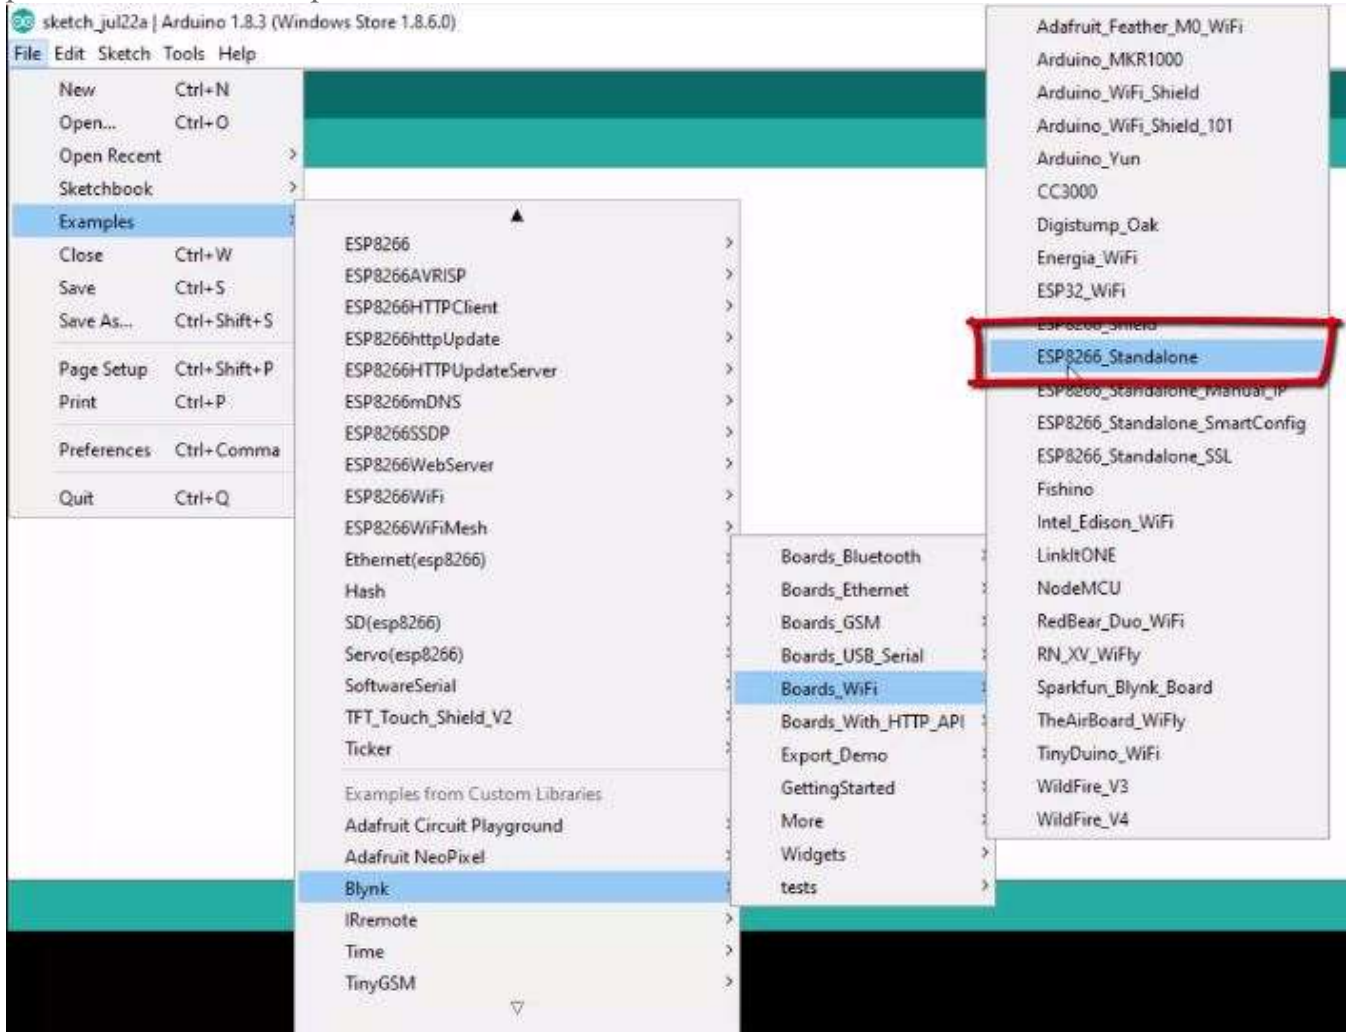 sketch_jul22a | Arduino 1.8.3 (Windows Store 1.8.6.0)
File Edit Sketch Tools Help
New Ctrl+N
Open... Ctrl+O
Open Recent
Sketchbook
Examples
Close Ctrl+W
Save Ctrl+S
Save As... Ctrl+Shift+S
Page Setup Ctrl+Shift+P
Print Ctrl+P
Preferences Ctrl+Comma
Quit Ctrl+Q
ESP8266
ESP8266AVRISP
ESP8266HTTPClient
ESP8266httpUpdate
ESP8266HTTPUpdateServer
ESP8266mDNS
ESP8266SSDP
ESP8266WebServer
ESP8266WiFi
ESP8266WiFiMesh
Ethernet(esp8266)
Hash
SD(esp8266)
Servo(esp8266)
SoftwareSerial
TFT_Touch_Shield_V2
Ticker
Examples from Custom Libraries
Adafruit Circuit Playground
Adafruit NeoPixel
Blynk
IRremote
Time
TinyGSM
Boards_Bluetooth
Boards_Ethernet
Boards_GSM
Boards_USB_Serial
Boards_WiFi
Boards_With_HTTP_API
Export_Demo
GettingStarted
More
Widgets
tests
Adafruit_Feather_M0_WiFi
Arduino_MKR1000
Arduino_WiFi_Shield
Arduino_WiFi_Shield_101
Arduino_Yun
CC3000
Digistump_Oak
Energia_WiFi
ESP32_WiFi
ESP8266_Shield
ESP8266_Standalone
ESP8266_Standalone_Manual_IP
ESP8266_Standalone_SmartConfig
ESP8266_Standalone_SSL
Fishino
Intel_Edison_WiFi
LinkItONE
NodeMCU
RedBear_Duo_WiFi
RN_XV_WiFly
Sparkfun_Blynk_Board
TheAirBoard_WiFly
TinyDuino_WiFi
WildFire_V3
WildFire_V4